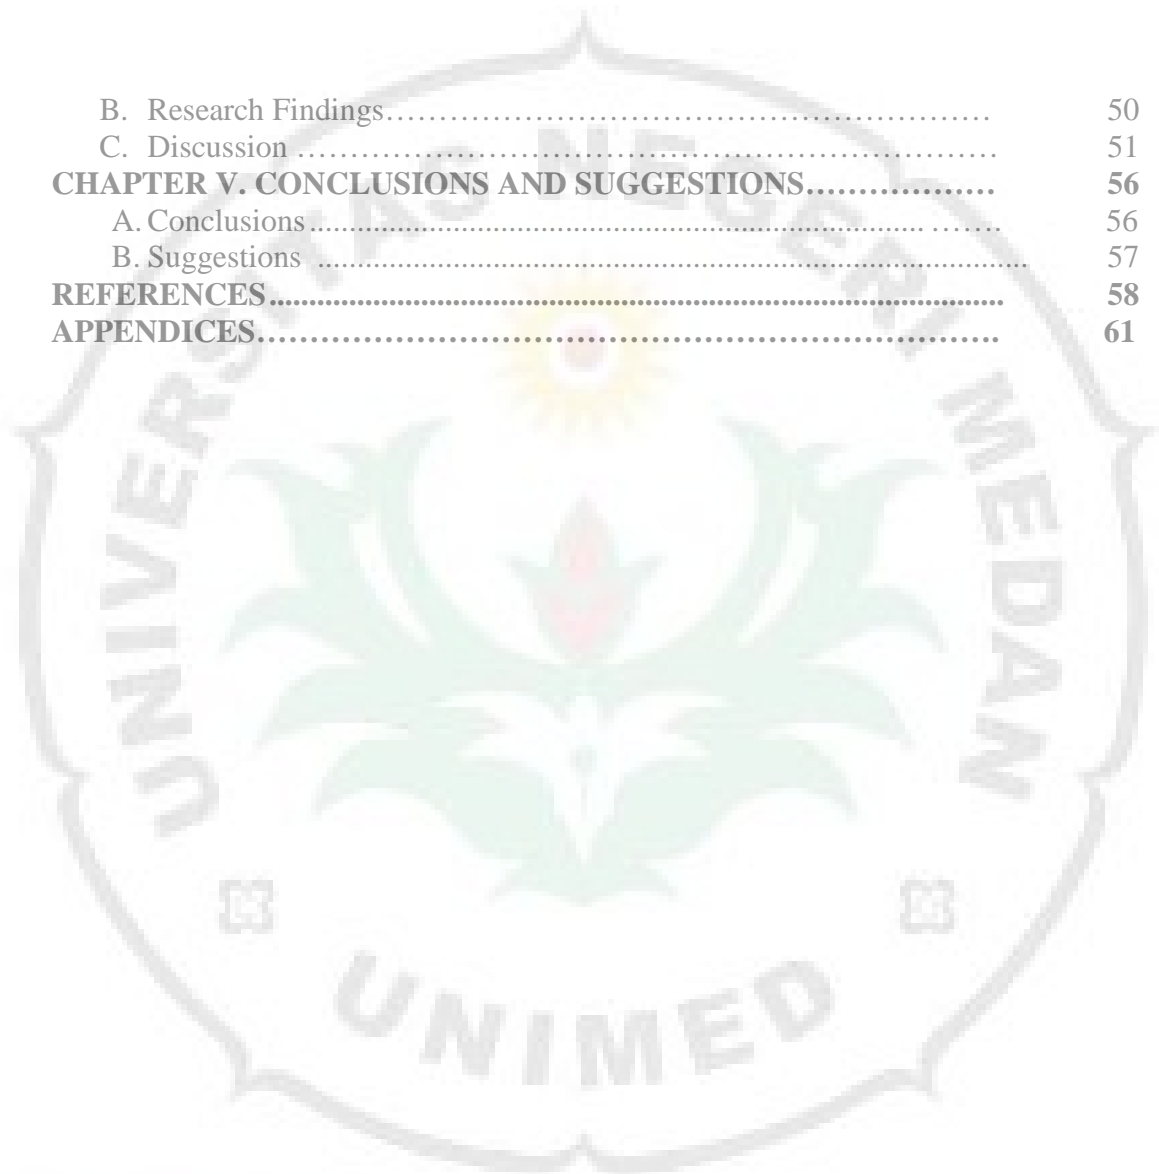 B. Research Findings……………………………………………… 50
C. Discussion ……………………………………………………… 51
CHAPTER V. CONCLUSIONS AND SUGGESTIONS……………… 56
A. Conclusions ............................................................................. ……. 56
B. Suggestions ......................................................................................... 57
REFERENCES............................................................................................ 58
APPENDICES…………………………………………………………. 61
UNIVERSITAS NEGERI MEDAN
UNIMED